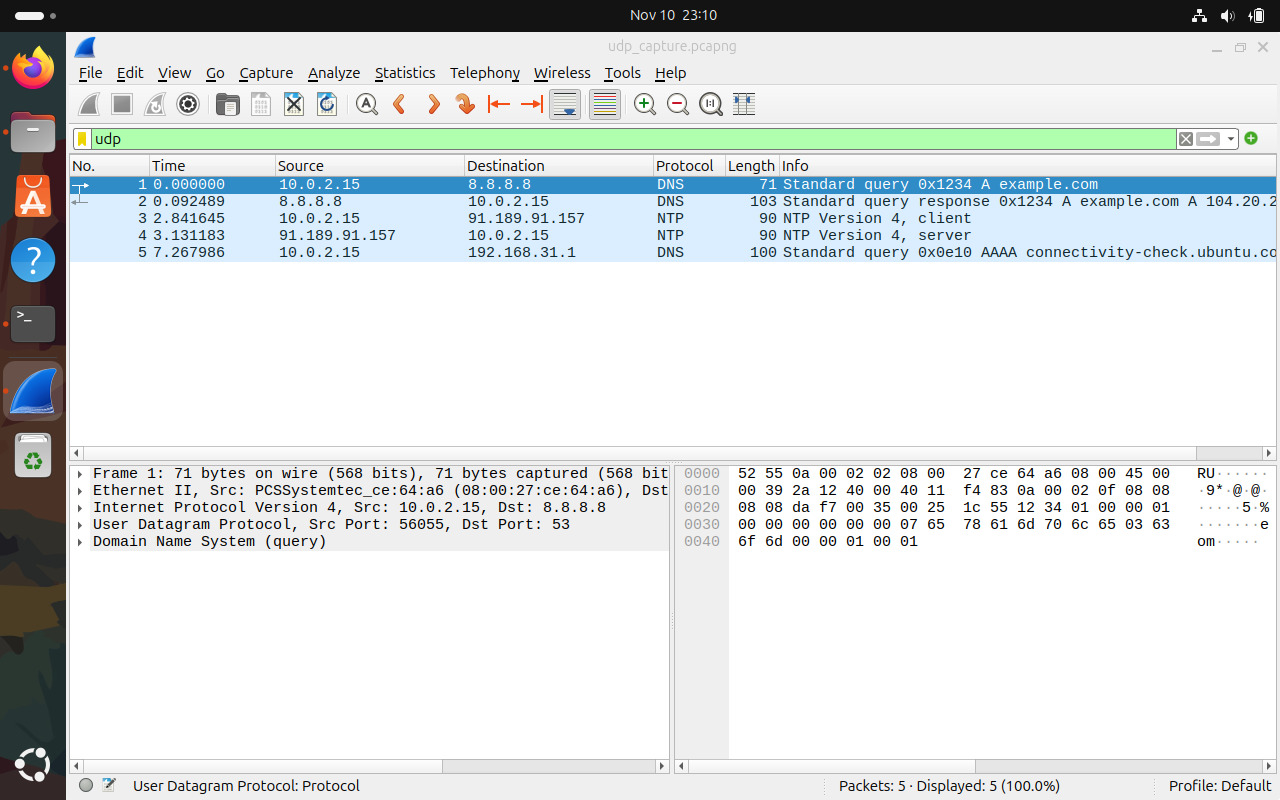 Nov 10 23:10
udp_capture.pcapng
File Edit View Go Capture Analyze Statistics Telephony Wireless Tools Help
udp
No. Time Source Destination Protocol Length Info
1 0.000000 10.0.2.15 8.8.8.8 DNS 71 Standard query 0x1234 A example.com
2 0.092489 8.8.8.8 10.0.2.15 DNS 103 Standard query response 0x1234 A example.com A 104.20.2
3 2.841645 10.0.2.15 91.189.91.157 NTP 90 NTP Version 4, client
4 3.131183 91.189.91.157 10.0.2.15 NTP 90 NTP Version 4, server
5 7.267986 10.0.2.15 192.168.31.1 DNS 100 Standard query 0x0e10 AAAA connectivity-check.ubuntu.co
Frame 1: 71 bytes on wire (568 bits), 71 bytes captured (568 bit
Ethernet II, Src: PCSSystemtec_ce:64:a6 (08:00:27:ce:64:a6), Dst
Internet Protocol Version 4, Src: 10.0.2.15, Dst: 8.8.8.8
User Datagram Protocol, Src Port: 56055, Dst Port: 53
Domain Name System (query)
0000 52 55 0a 00 02 02 08 00 27 ce 64 a6 08 00 45 00 RU······
0010 00 39 2a 12 40 00 40 11 f4 83 0a 00 02 0f 08 08 ·9*·@·@·
0020 08 08 da f7 00 35 00 25 1c 55 12 34 01 00 00 01 ·····5·%
0030 00 00 00 00 00 00 07 65 78 61 6d 70 6c 65 03 63 ·······e
0040 6f 6d 00 00 01 00 01 om·····
User Datagram Protocol: Protocol
Packets: 5 · Displayed: 5 (100.0%)
Profile: Default